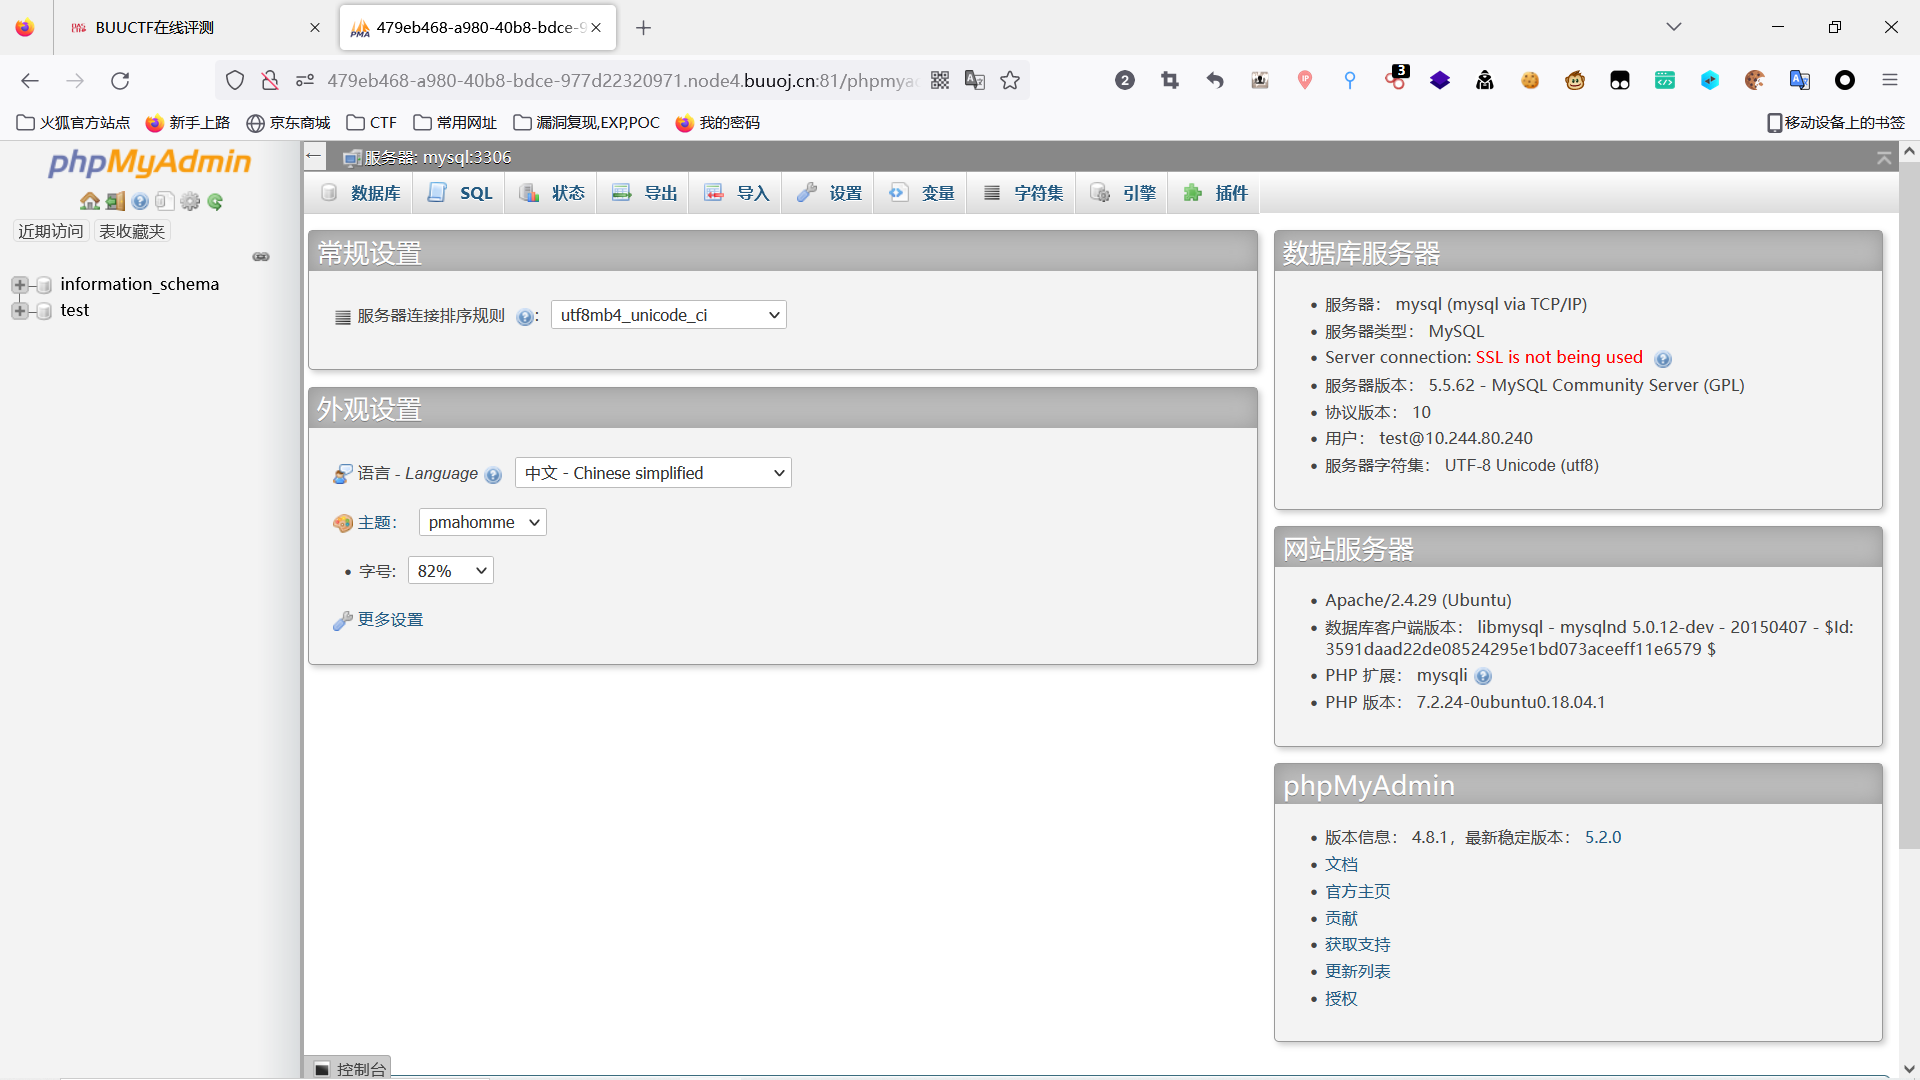 BUUCTF在线评测
479eb468-a980-40b8-bdce-9
479eb468-a980-40b8-bdce-977d22320971.node4.buuoj.cn:81/phpmyad
2
3
火狐官方站点
新手上路
京东商城
CTF
常用网址
漏洞复现,EXP,POC
我的密码
移动设备上的书签
phpMyAdmin
近期访问
表收藏夹
information_schema
test
服务器: mysql:3306
数据库
SQL
状态
导出
导入
设置
变量
字符集
引擎
插件
常规设置
服务器连接排序规则 : utf8mb4_unicode_ci
外观设置
语言 - Language 中文 - Chinese simplified
主题: pmahomme
字号: 82%
更多设置
数据库服务器
服务器: mysql (mysql via TCP/IP)
服务器类型: MySQL
Server connection: SSL is not being used
服务器版本: 5.5.62 - MySQL Community Server (GPL)
协议版本: 10
用户: test@10.244.80.240
服务器字符集: UTF-8 Unicode (utf8)
网站服务器
Apache/2.4.29 (Ubuntu)
数据库客户端版本: libmysql - mysqlnd 5.0.12-dev - 20150407 - $Id:
3591daad22de08524295e1bd073aceeff11e6579 $
PHP 扩展: mysqli
PHP 版本: 7.2.24-0ubuntu0.18.04.1
phpMyAdmin
版本信息: 4.8.1，最新稳定版本: 5.2.0
文档
官方主页
贡献
获取支持
更新列表
授权
控制台